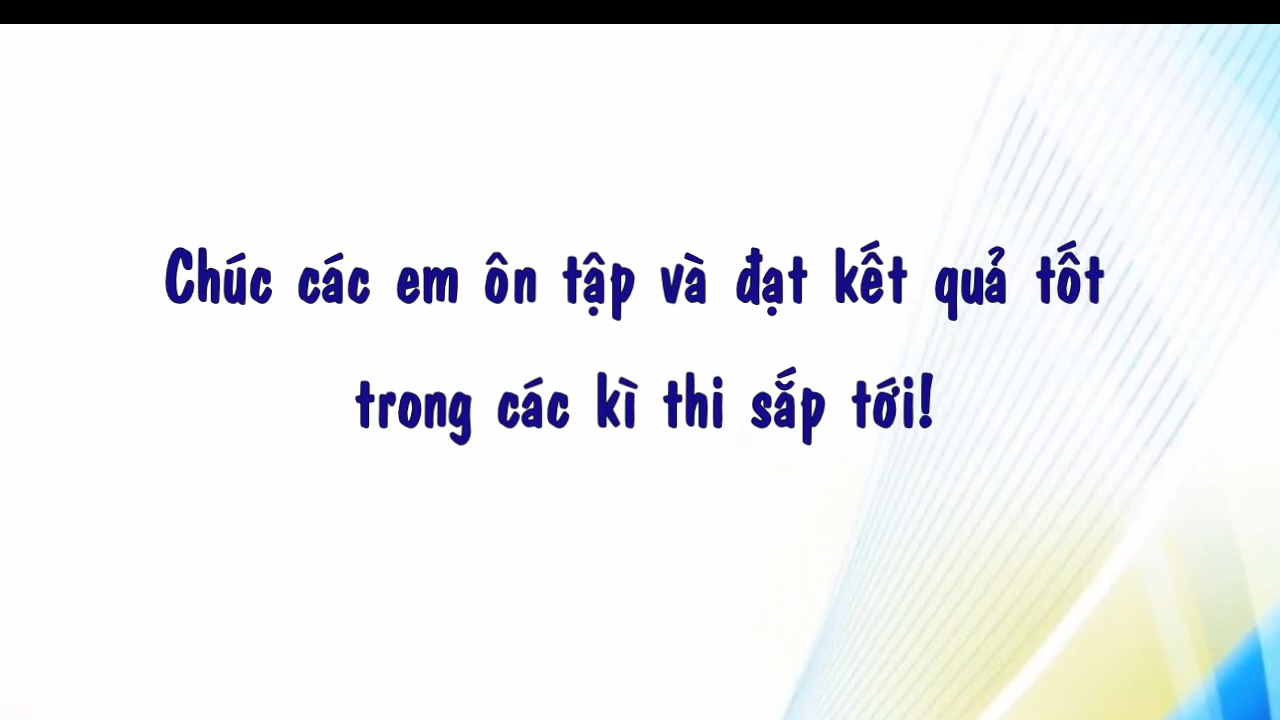 Chúc các em ôn tập và đạt kết quả tốt
trong các kì thi sắp tới!